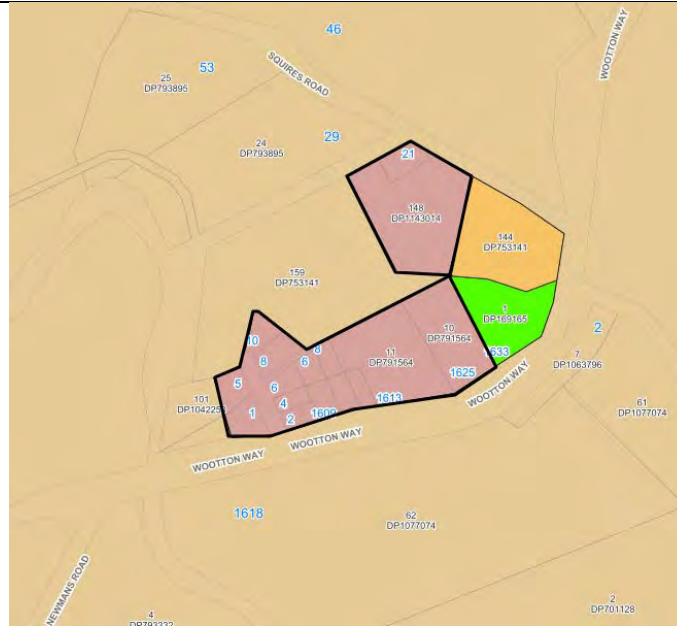 46
WOOTTON WAY
53
SQUIRES ROAD
25
DP793895
29
24
DP793895
21
148
DP1143014
144
DP753141
159
DP753141
1
DP169165
10
10
DP791564
2
8
8
6
11
DP791564
1633
7
DP1063796
5
6
1625
101
DP104225
4
1613
WOOTTON WAY
61
DP1077074
1
2
1609
WOOTTON WAY
WOOTTON WAY
1618
62
DP1077074
NEWMANS ROAD
2
DP701128
4
DP793332